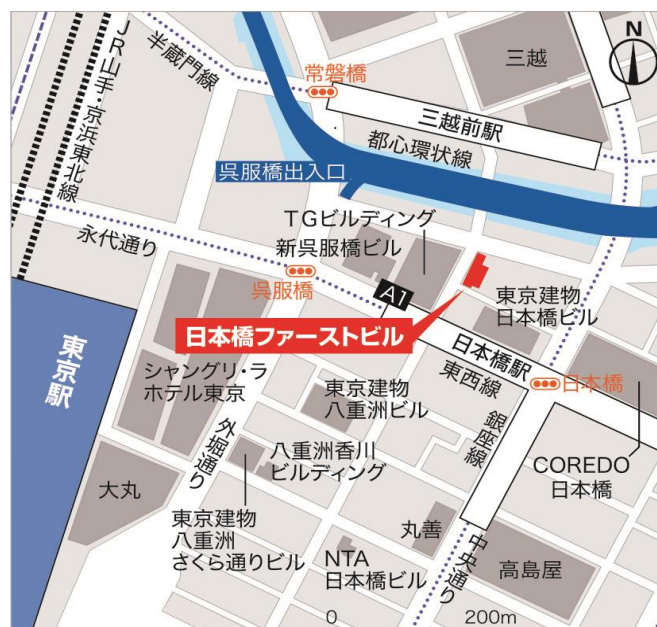 N
三越
半蔵門線
常磐橋
三越前駅
JR山手・京浜東北線
都心環状線
呉服橋出入口
TGビルディング
新呉服橋ビル
永代通り
呉服橋
A1
東京建物
日本橋ビル
日本橋ファーストビル
日本橋駅
東西線
日本橋
東京駅
シャングリ・ラ
ホテル東京
東京建物
八重洲ビル
銀座線
外堀通り
八重洲香川
ビルディング
COREDO
日本橋
大丸
東京建物
八重洲
さくら通りビル
丸善
中央通り
NTA
日本橋ビル
高島屋
0
200m